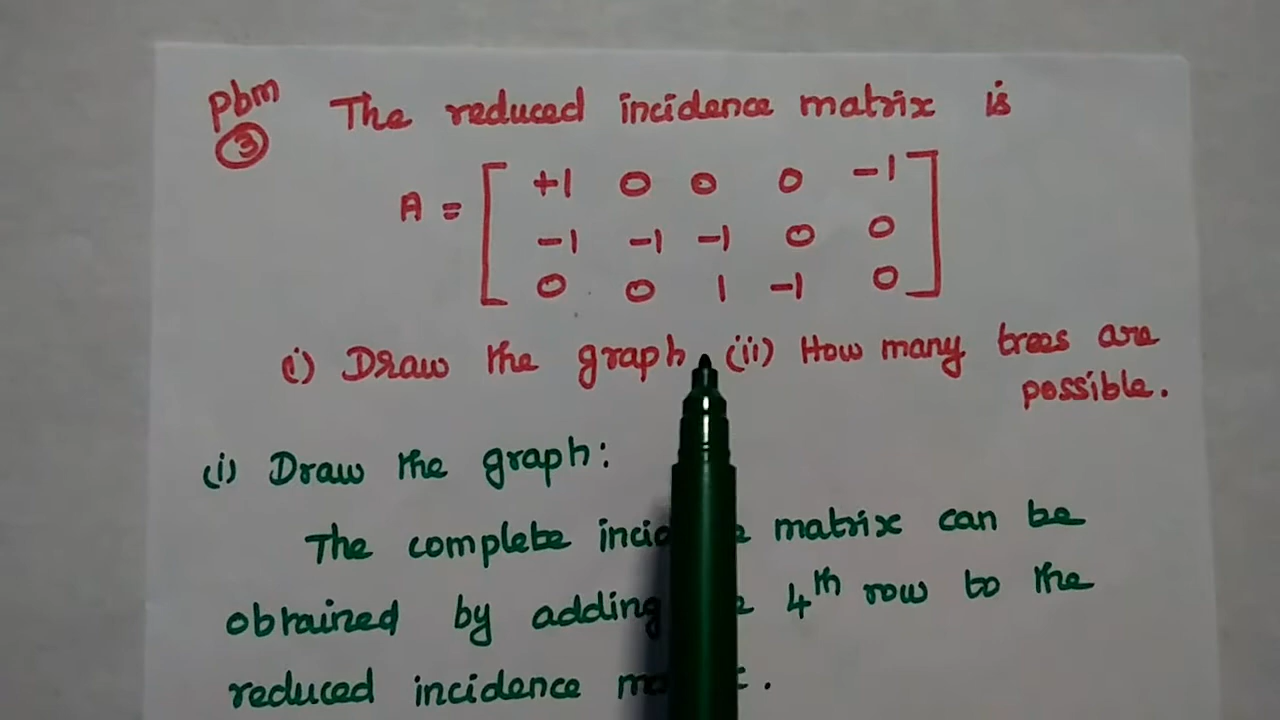 Pbm The reduced incidence matrix is
3
A = [ +1 0 0 0 -1
-1 -1 -1 0 0
0 0 1 -1 0 ]
(i) Draw the graph (ii) How many trees are
possible.
(i) Draw the graph:
The complete matrix can be
obtained by adding 4th row to the
reduced incidence